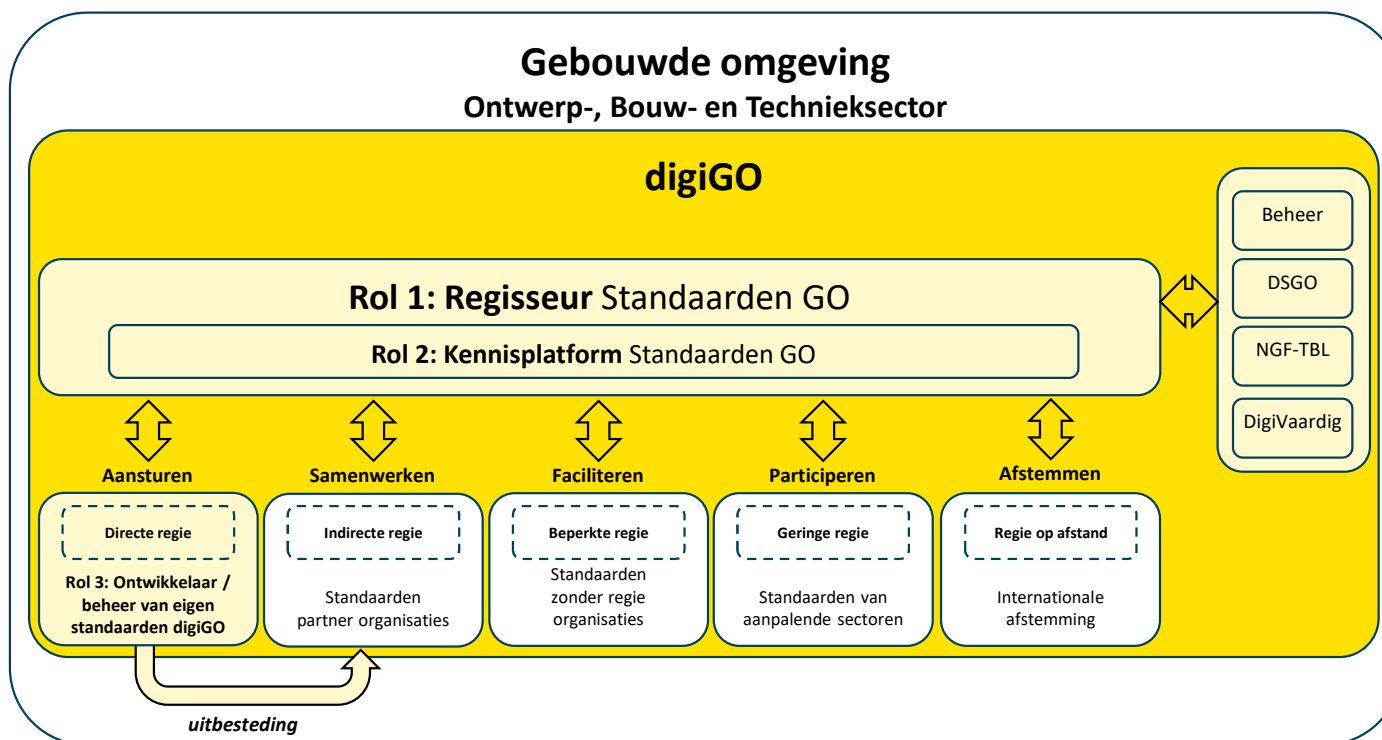 Gebouwde omgeving
Ontwerp-, Bouw- en Technieksector
digiGO
Beheer
DSGO
NGF-TBL
DigiVaardig
Rol 1: Regisseur Standaarden GO
Rol 2: Kennisplatform Standaarden GO
Aansturen
Samenwerken
Faciliteren
Participeren
Afstemmen
Directe regie
Rol 3: Ontwikkelaar /
beheer van eigen
standaarden digiGO
Indirecte regie
Standaarden
partner organisaties
Beperkte regie
Standaarden
zonder regie
organisaties
Geringe regie
Standaarden van
aanpalende sectoren
Regie op afstand
Internationale
afstemming
uitbesteding